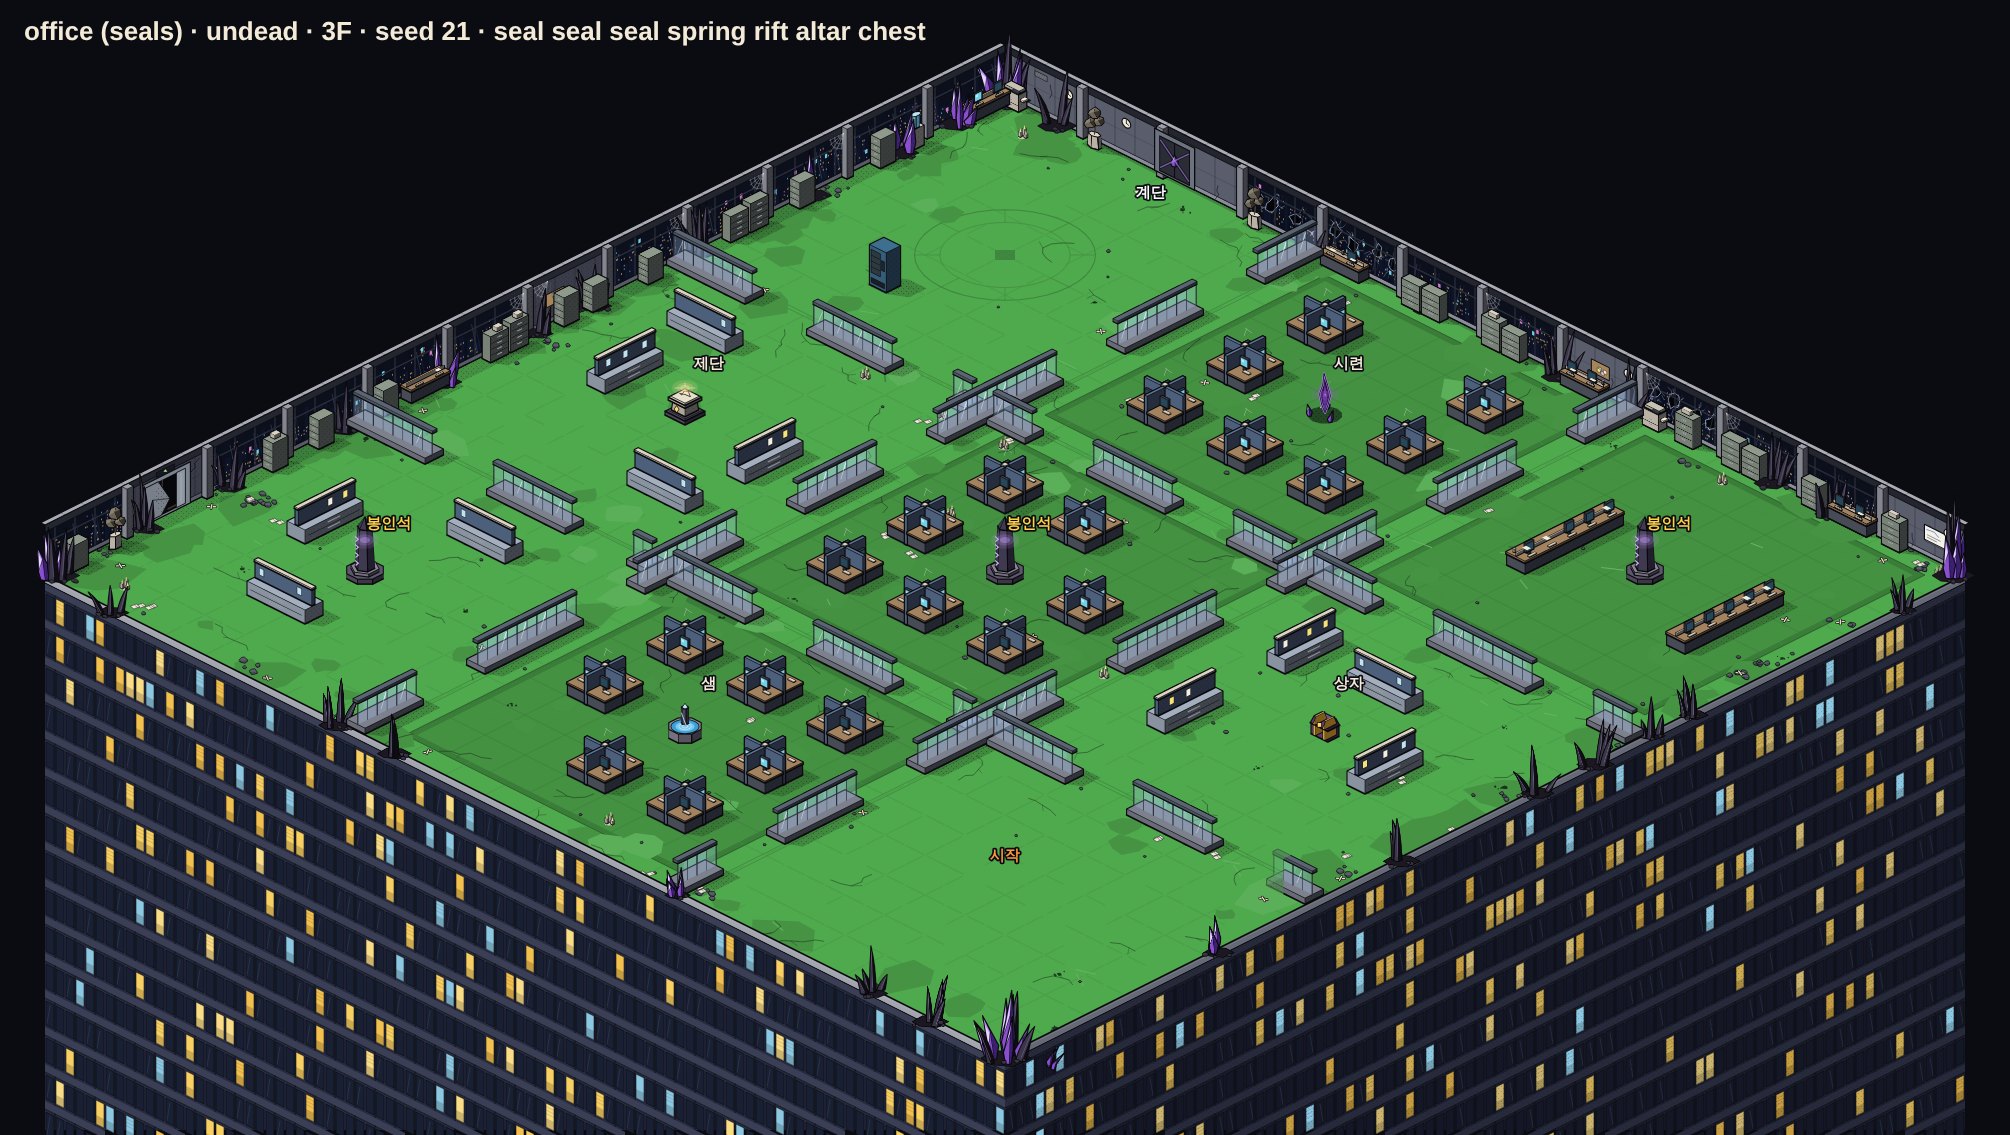 office (seals) · undead · 3F · seed 21 · seal seal seal spring rift altar chest
계단
제단
시련
봉인석
봉인석
봉인석
샘
상자
시작